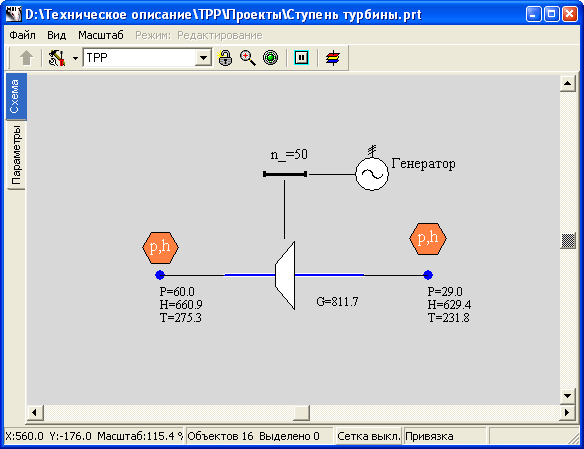 D:\Техническое описание\TPP\Проекты\Ступень турбины.prt
Файл Вид Масштаб Режим: Редактирование
TPP
Схема
Параметры
n_=50
Генератор
p,h
p,h
P=60.0
H=660.9
T=275.3
G=811.7
P=29.0
H=629.4
T=231.8
X:560.0 Y:-176.0 Масштаб:115.4 % Объектов 16 Выделено 0 Сетка выкл. Привязка